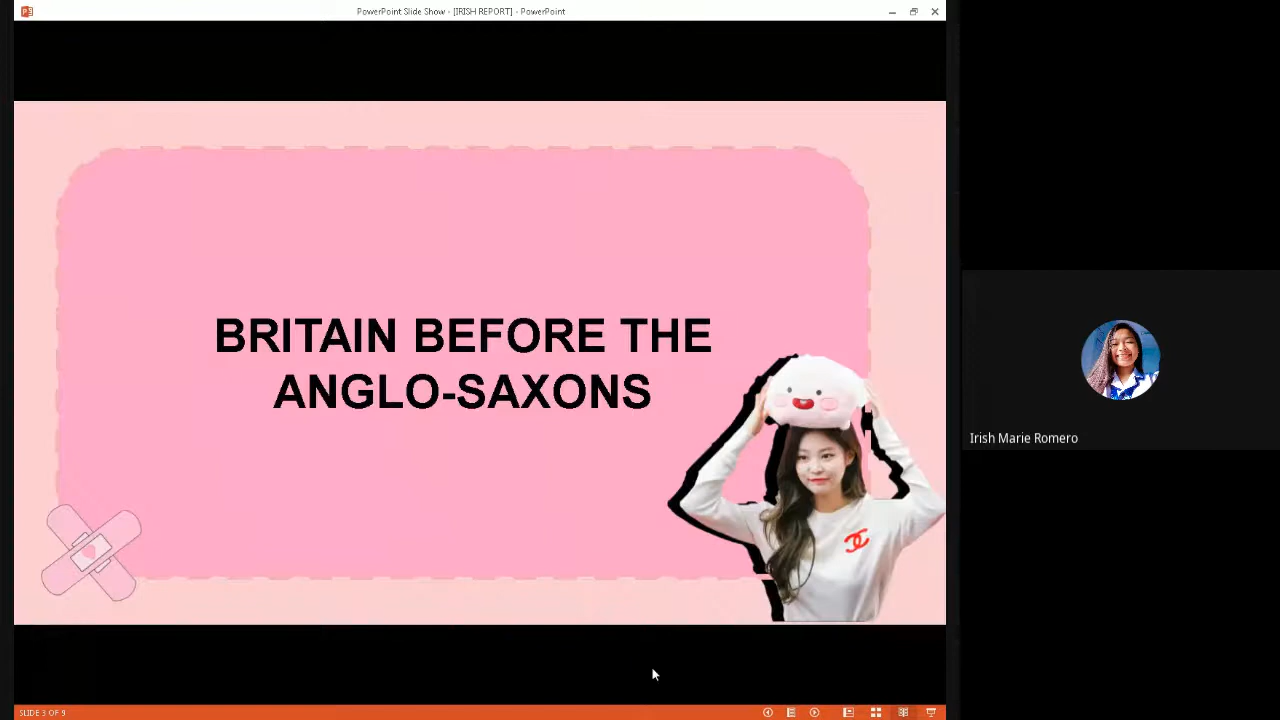 PowerPoint Slide Show - [IRISH REPORT] - PowerPoint
BRITAIN BEFORE THE
ANGLO-SAXONS
Irish Marie Romero
SLIDE 3 OF 9